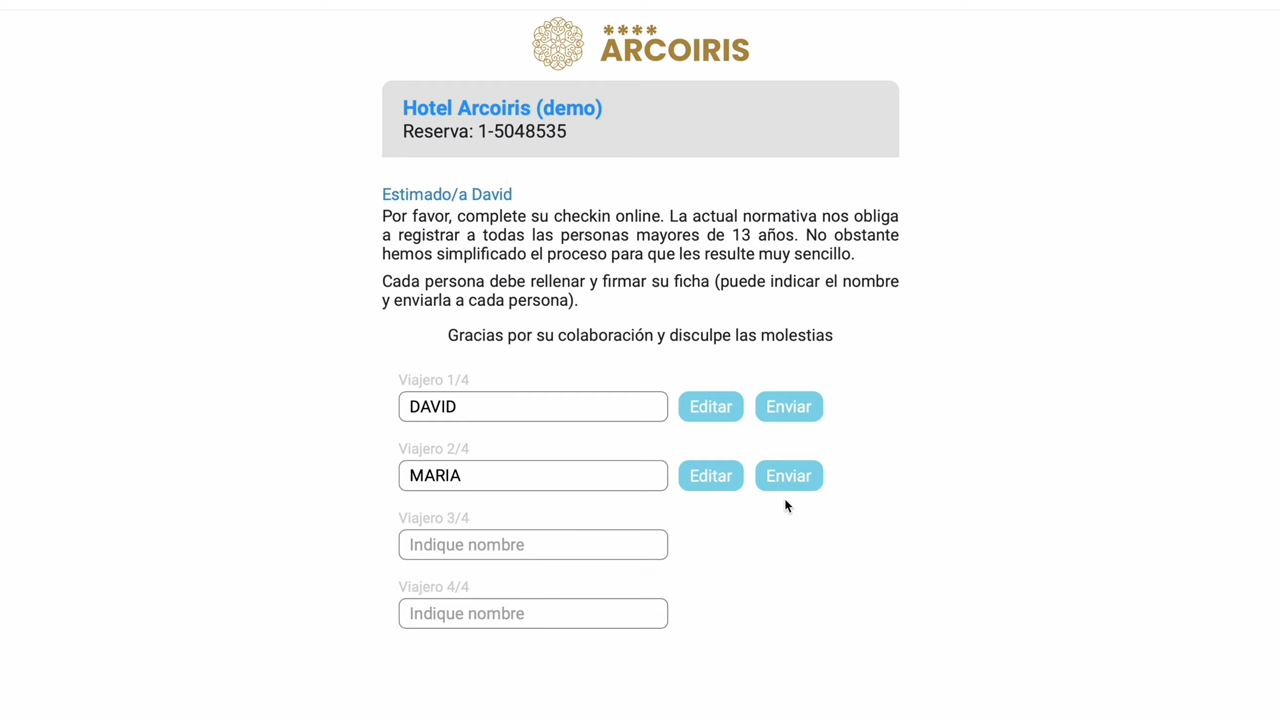 ****
ARCOIRIS
Hotel Arcoiris (demo)
Reserva: 1-5048535
Estimado/a David
Por favor, complete su checkin online. La actual normativa nos obliga
a registrar a todas las personas mayores de 13 años. No obstante
hemos simplificado el proceso para que les resulte muy sencillo.
Cada persona debe rellenar y firmar su ficha (puede indicar el nombre
y enviarla a cada persona).
Gracias por su colaboración y disculpe las molestias
Viajero 1/4
DAVID Editar Enviar
Viajero 2/4
MARIA Editar Enviar
Viajero 3/4
Indique nombre
Viajero 4/4
Indique nombre